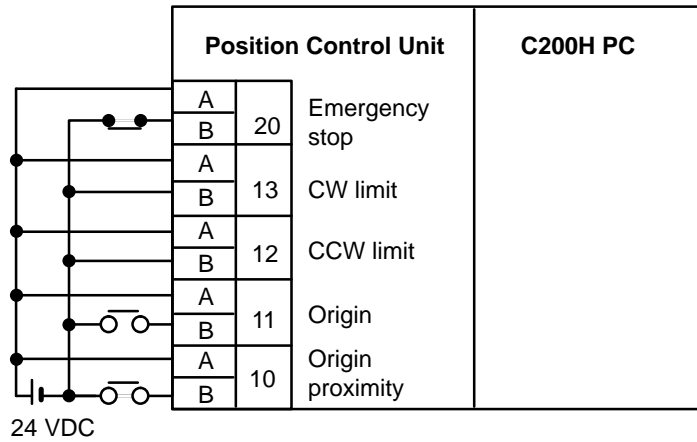 Position Control Unit
C200H PC
A
B
20
Emergency
stop
A
B
13
CW limit
A
B
12
CCW limit
A
B
11
Origin
A
B
10
Origin
proximity
24 VDC